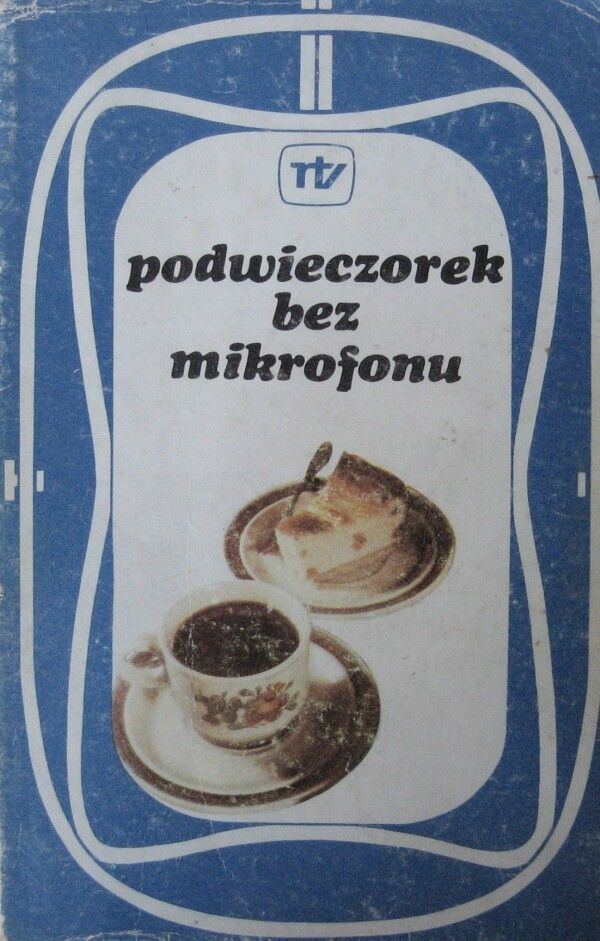 rtv
podwieczorek
bez
mikrofonu